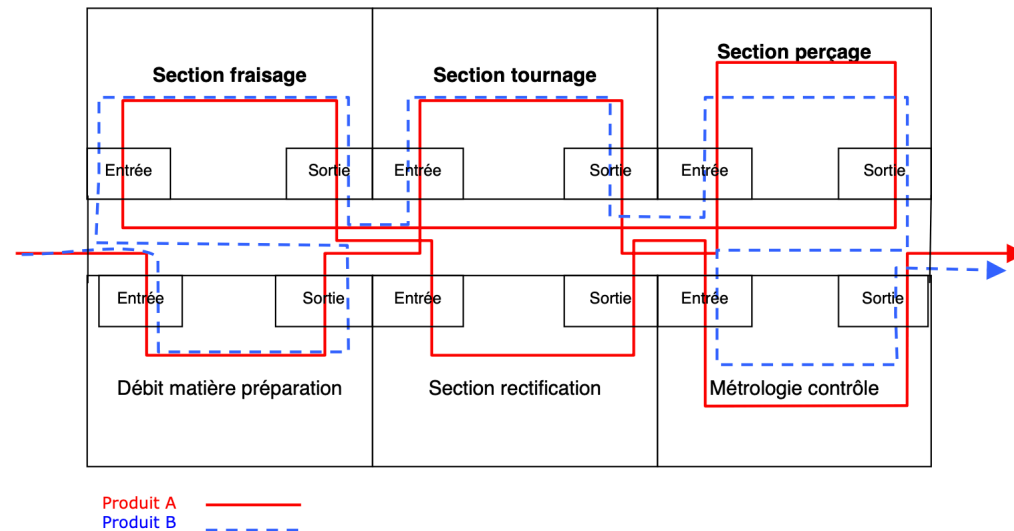 Section fraisage
Section tournage
Section perçage
Entrée
Sortie
Entrée
Sortie
Entrée
Sortie
Entrée
Sortie
Entrée
Sortie
Entrée
Sortie
Débit matière préparation
Section rectification
Métrologie contrôle
Produit A
Produit B